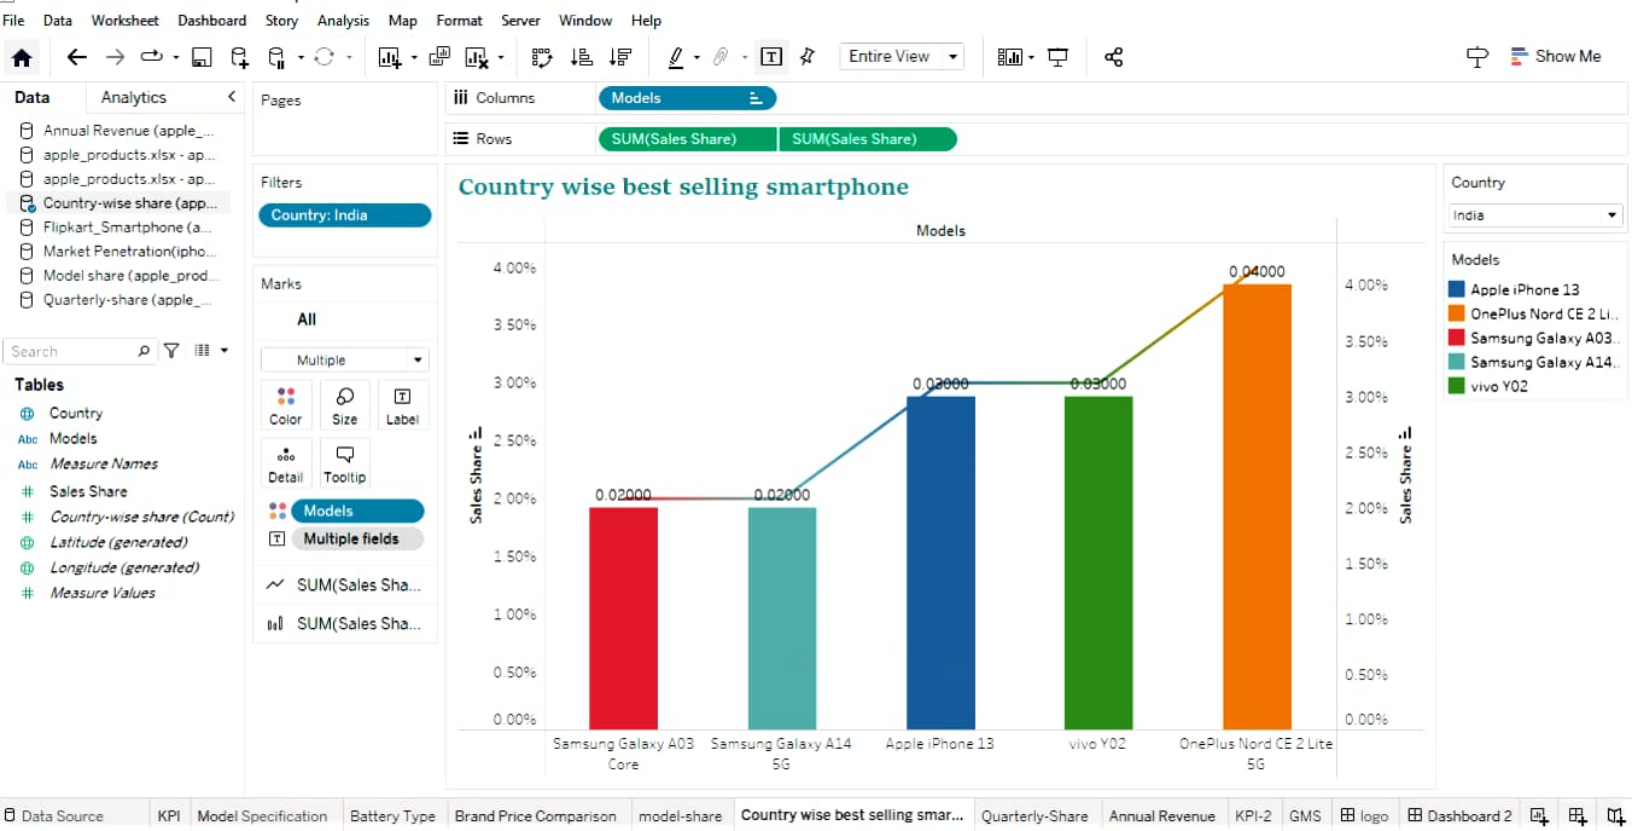 File Data Worksheet Dashboard Story Analysis Map Format Server Window Help
Entire View
Show Me
Data Analytics
Annual Revenue (apple_...
apple_products.xlsx - ap...
apple_products.xlsx - ap...
Country-wise share (app...
Flipkart_Smartphone (a...
Market Penetration(ipho...
Model share (apple_prod...
Quarterly-share (apple_...
Search
Tables
Country
Abc Models
Abc Measure Names
# Sales Share
# Country-wise share (Count)
Latitude (generated)
Longitude (generated)
# Measure Values
Pages
Filters
Country: India
Marks
All
Multiple
Color Size Label
Detail Tooltip
Models
Multiple fields
SUM(Sales Sha...
SUM(Sales Sha...
Columns Models
Rows SUM(Sales Share) SUM(Sales Share)
Country wise best selling smartphone
Models
4.00%
3.50%
3.00%
2.50%
2.00%
1.50%
1.00%
0.50%
0.00%
Sales Share
0.02000 0.02000 0.03000 0.03000 0.04000
Samsung Galaxy A03 Core
Samsung Galaxy A14 5G
Apple iPhone 13
vivo Y02
OnePlus Nord CE 2 Lite 5G
4.00%
3.50%
3.00%
2.50%
2.00%
1.50%
1.00%
0.50%
0.00%
Sales Share
Country
India
Models
Apple iPhone 13
OnePlus Nord CE 2 Li..
Samsung Galaxy A03..
Samsung Galaxy A14..
vivo Y02
Data Source KPI Model Specification Battery Type Brand Price Comparison model-share Country wise best selling smar... Quarterly-Share Annual Revenue KPI-2 GMS logo Dashboard 2